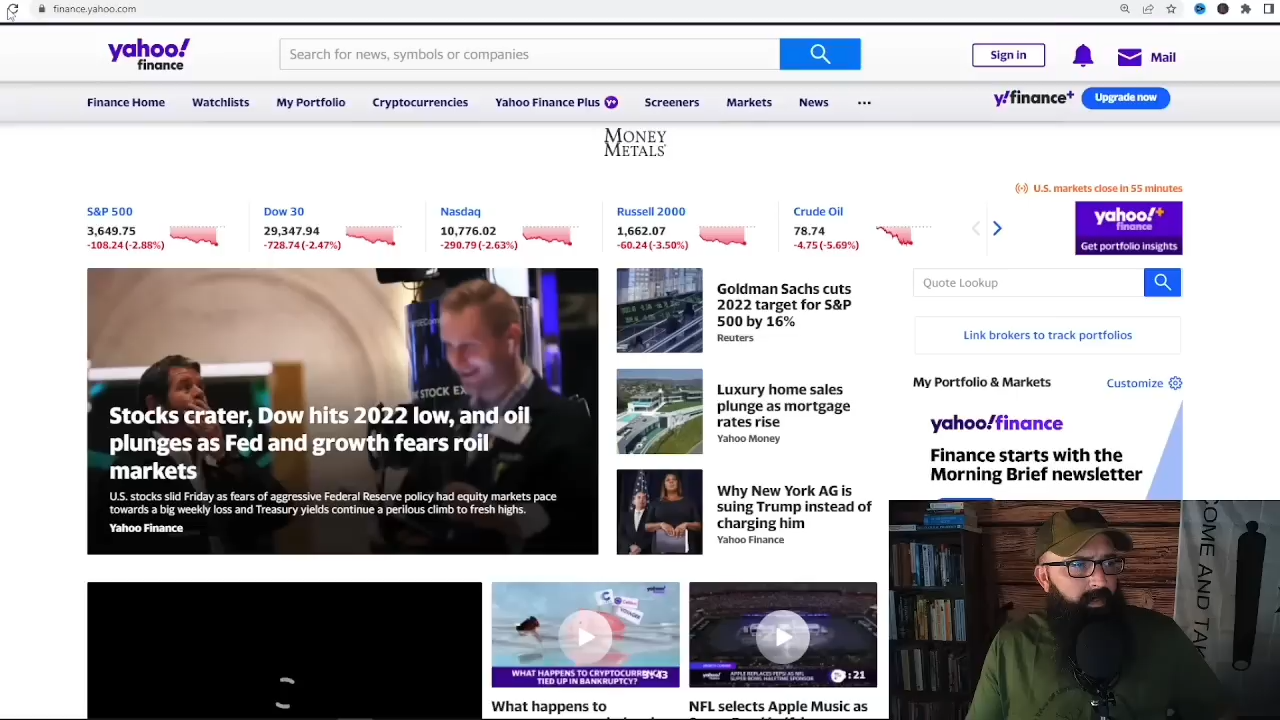 finance.yahoo.com
yahoo!
finance
Search for news, symbols or companies
Sign in
Mail
Finance Home
Watchlists
My Portfolio
Cryptocurrencies
Yahoo Finance Plus
Screeners
Markets
News
...
y!finance+
Upgrade now
MONEY
METALS
U.S. markets close in 55 minutes
S&P 500
3,649.75
-108.24 (-2.88%)
Dow 30
29,347.94
-728.74 (-2.47%)
Nasdaq
10,776.02
-290.79 (-2.63%)
Russell 2000
1,662.07
-60.24 (-3.50%)
Crude Oil
78.74
-4.75 (-5.69%)
yahoo!+
finance
Get portfolio insights
STOCK EX
Stocks crater, Dow hits 2022 low, and oil
plunges as Fed and growth fears roil
markets
U.S. stocks slid Friday as fears of aggressive Federal Reserve policy had equity markets pace
towards a big weekly loss and Treasury yields continue a perilous climb to fresh highs.
Yahoo Finance
Goldman Sachs cuts
2022 target for S&P
500 by 16%
Reuters
Luxury home sales
plunge as mortgage
rates rise
Yahoo Money
Why New York AG is
suing Trump instead of
charging him
Yahoo Finance
Quote Lookup
Link brokers to track portfolios
My Portfolio & Markets
Customize
yahoo!finance
Finance starts with the
Morning Brief newsletter
WHAT HAPPENS TO CRYPTOCURRENCY
TIED UP IN BANKRUPTCY?
What happens to
:21
NFL selects Apple Music as
OME AND TA